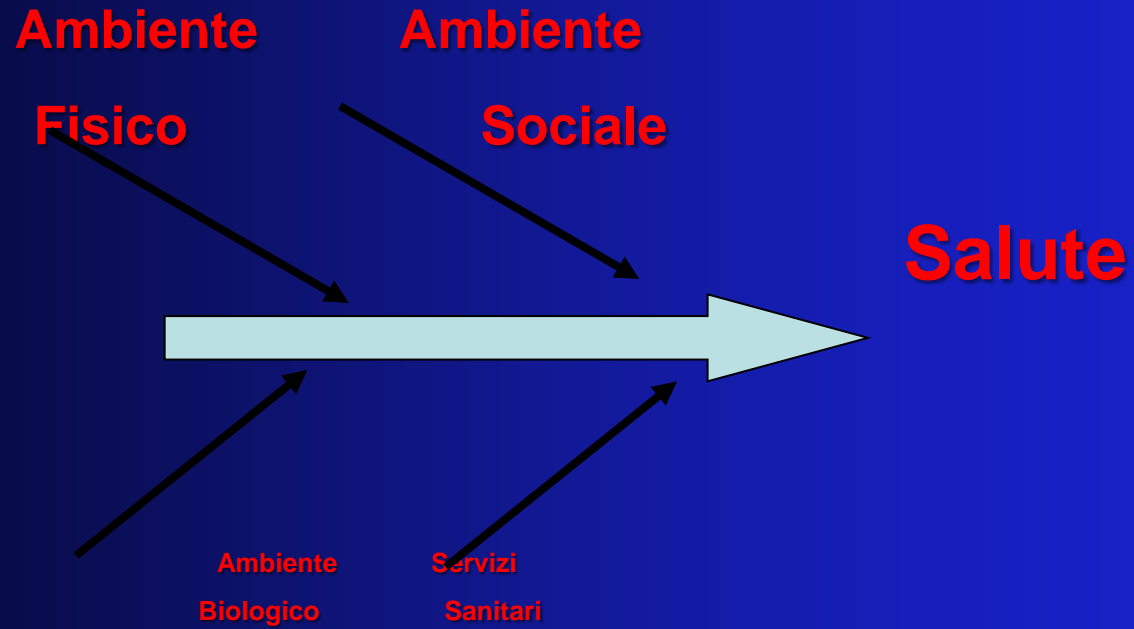 Ambiente Ambiente
Fisico Sociale
Salute
Ambiente Servizi
Biologico Sanitari